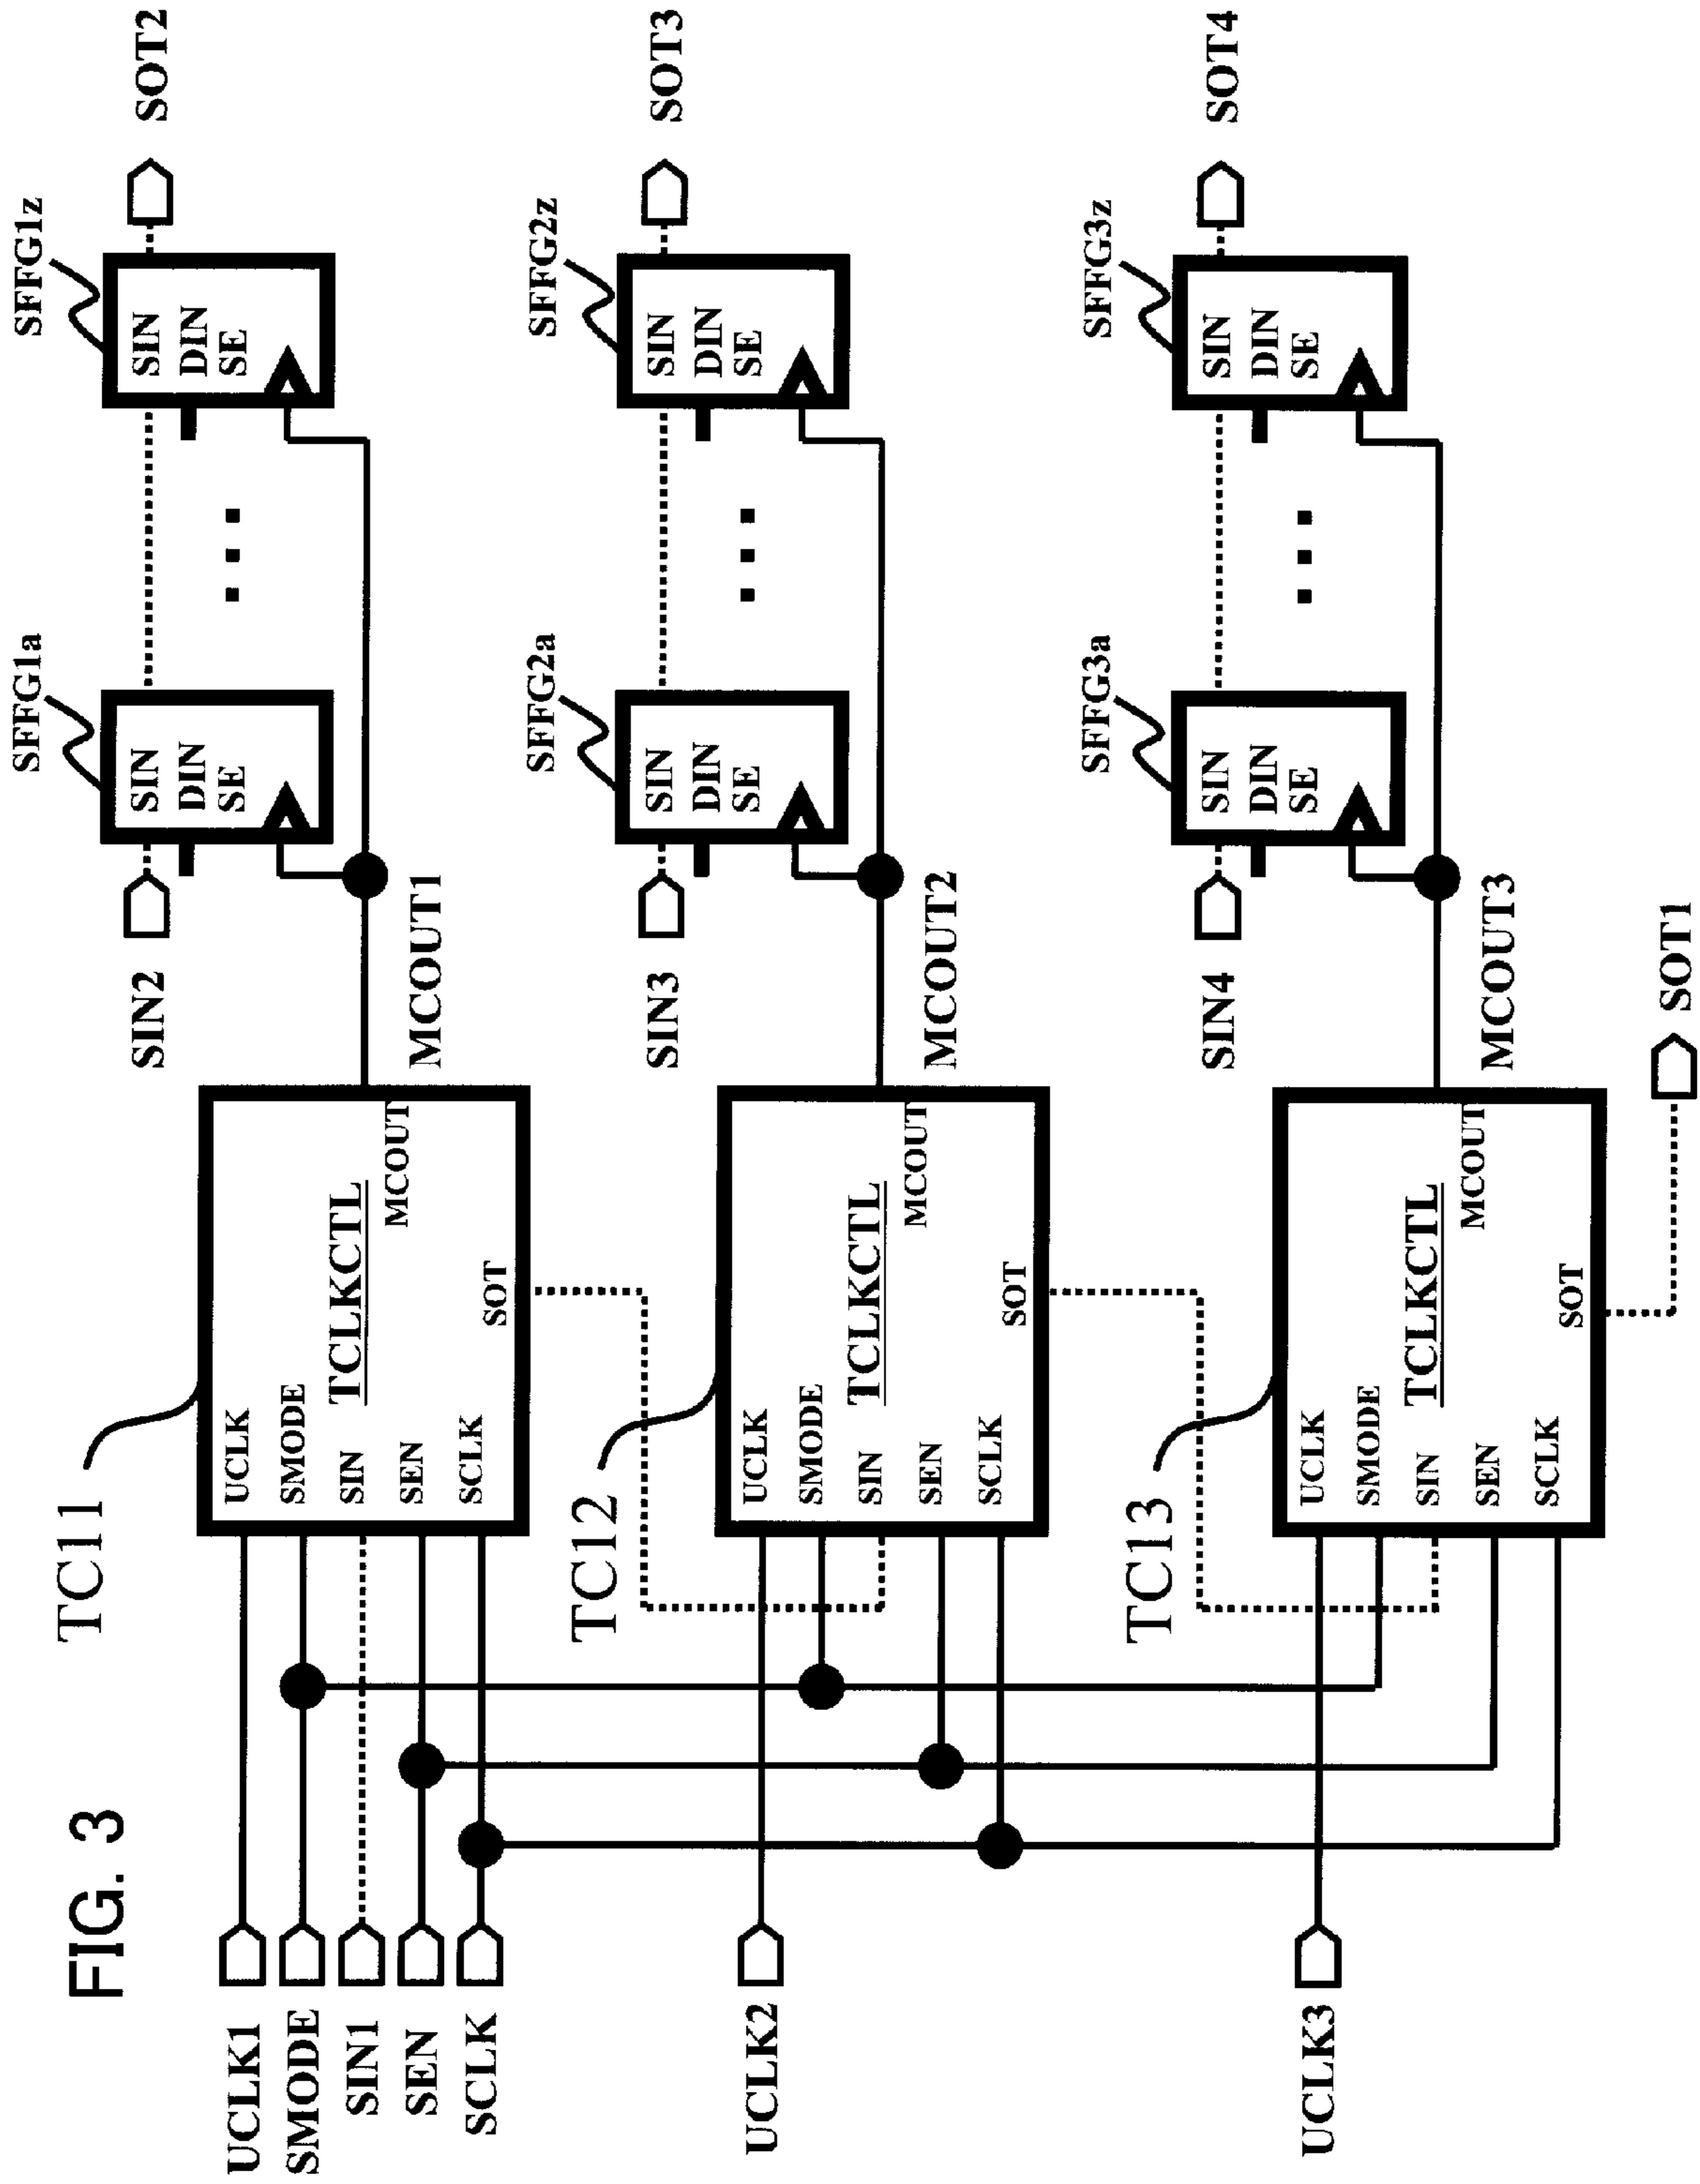 FIG. 3
UCLK1
SMODE
SIN1
SEN
SCLK
UCLK2
UCLK3
TC11
UCLK
SMODE
SIN
SEN
SCLK
TCLKCTL
MCOUT
SOT
MCOUT1
SIN2
SFFG1a
SIN
DIN
SE
SFFG1z
SIN
DIN
SE
SOT2
TC12
UCLK
SMODE
SIN
SEN
SCLK
TCLKCTL
MCOUT
SOT
MCOUT2
SIN3
SFFG2a
SIN
DIN
SE
SFFG2z
SIN
DIN
SE
SOT3
TC13
UCLK
SMODE
SIN
SEN
SCLK
TCLKCTL
MCOUT
SOT
MCOUT3
SIN4
SFFG3a
SIN
DIN
SE
SFFG3z
SIN
DIN
SE
SOT4
SOT1